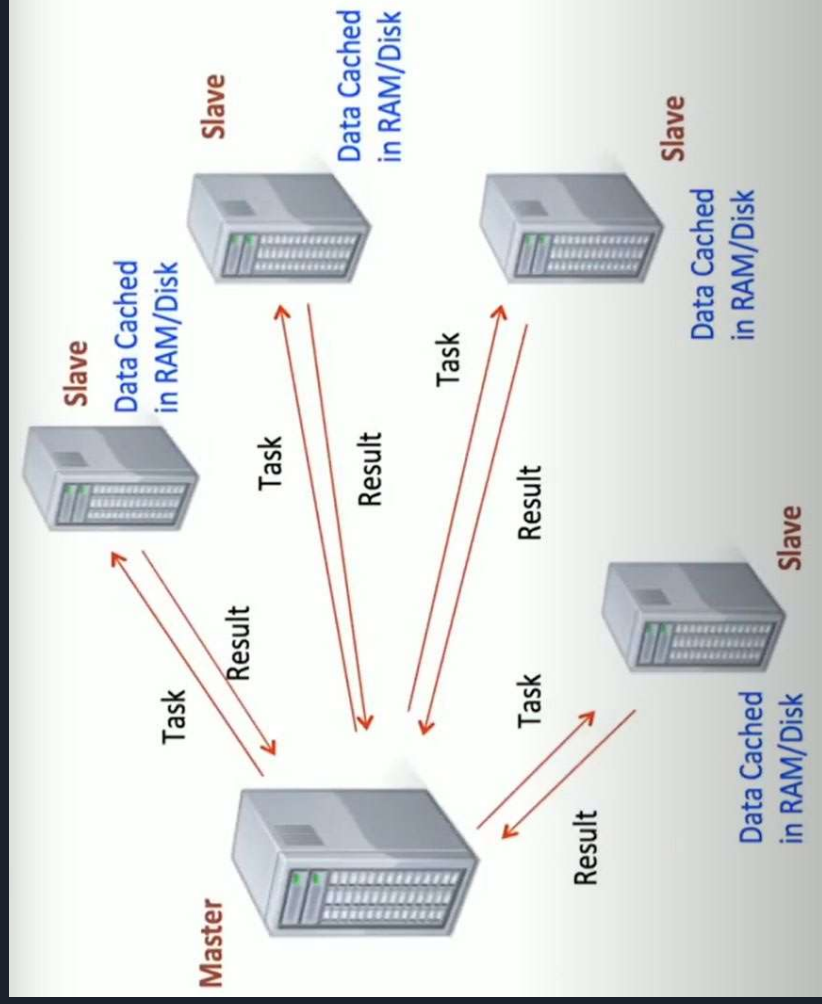 Master
Task
Result
Slave
Data Cached
in RAM/Disk
Task
Result
Slave
Data Cached
in RAM/Disk
Task
Result
Slave
Data Cached
in RAM/Disk
Task
Result
Slave
Data Cached
in RAM/Disk